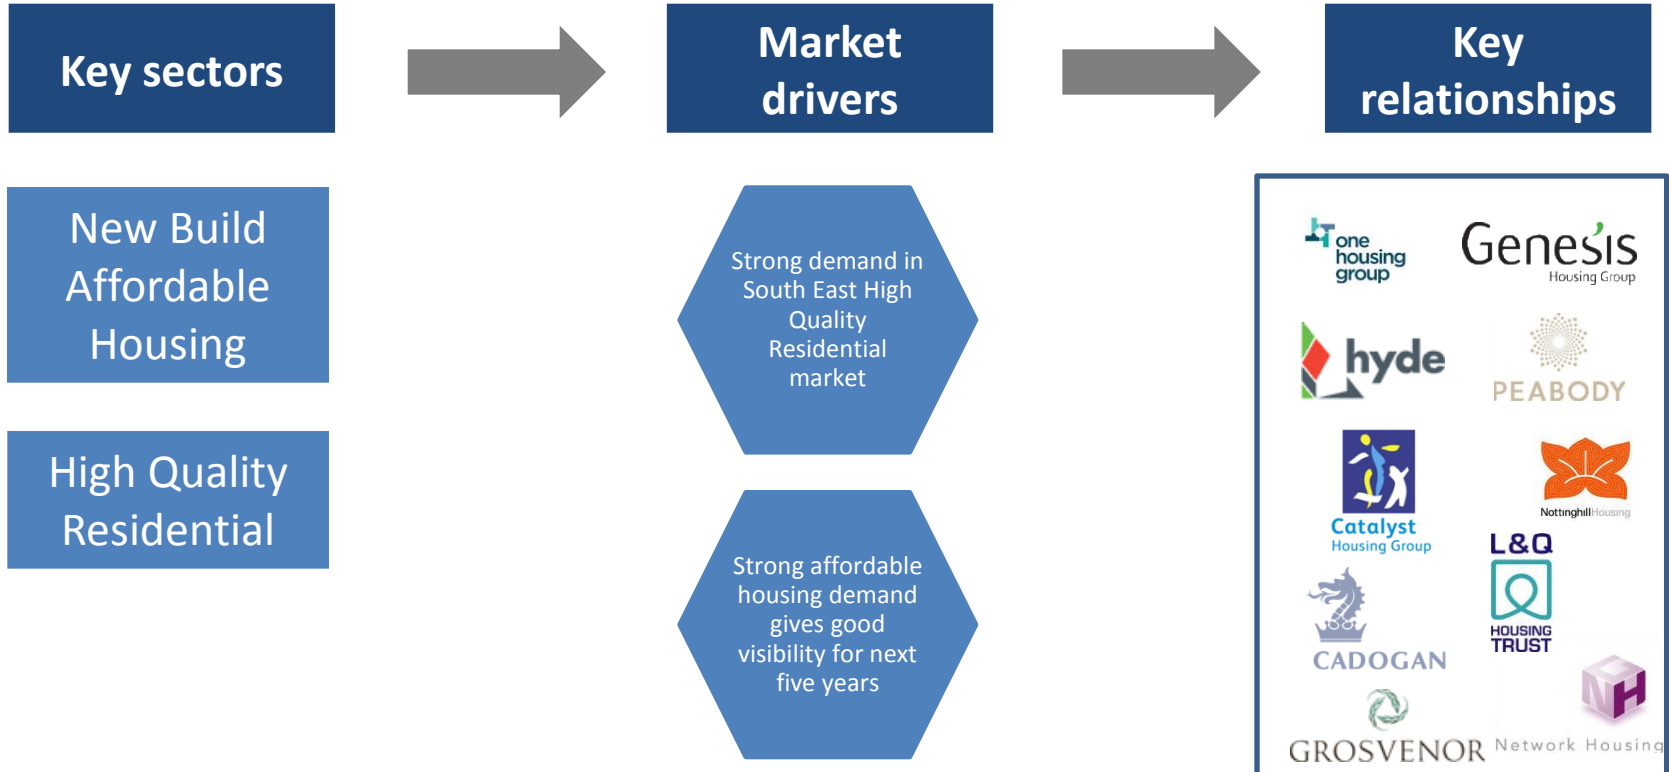 Key sectors
Market
drivers
Key
relationships
New Build
Affordable
Housing
High Quality
Residential
Strong demand in
South East High
Quality
Residential
market
Strong affordable
housing demand
gives good
visibility for next
five years
one
housing
group
Genesis
Housing Group
hyde
PEABODY
Catalyst
Housing Group
NottinghillHousing
L&Q
HOUSING
TRUST
CADOGAN
GROSVENOR
NH
Network Housing